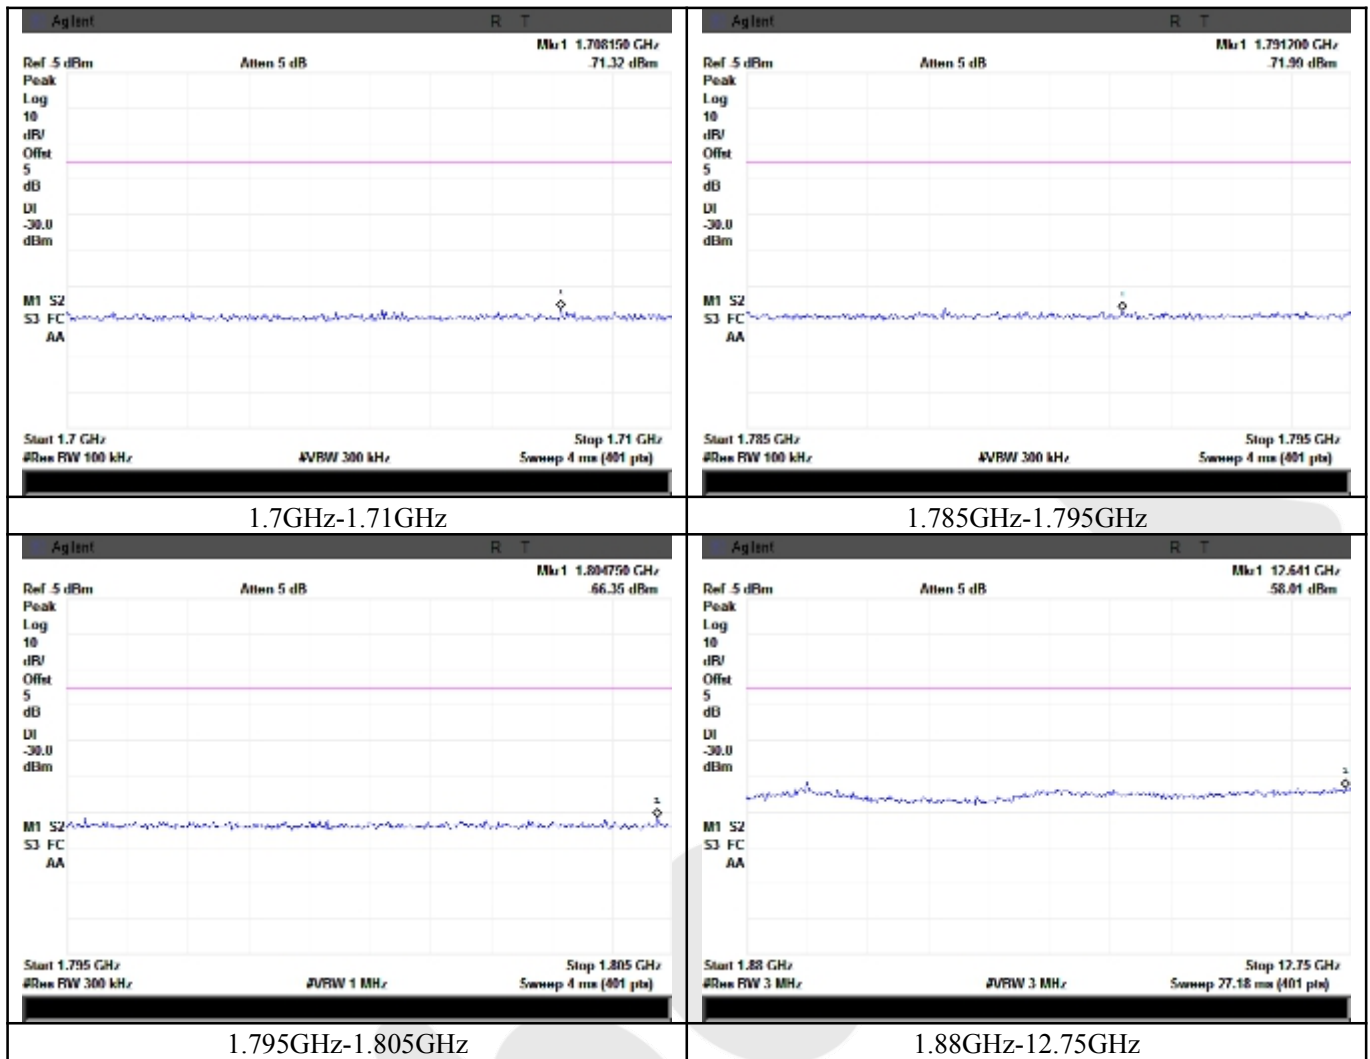 Agilent R T
Mkr1 1.708150 GHz
Ref -5 dBm Atten 5 dB -71.32 dBm
Peak
Log
10
dB/
Offst
5
dB
DI
-30.0
dBm
1
M1 S2
S3 FC
AA
Start 1.7 GHz Stop 1.71 GHz
#Res BW 100 kHz #VBW 300 kHz Sweep 4 ms (401 pts)
1.7GHz-1.71GHz
Agilent R T
Mkr1 1.791200 GHz
Ref -5 dBm Atten 5 dB -71.99 dBm
Peak
Log
10
dB/
Offst
5
dB
DI
-30.0
dBm
1
M1 S2
S3 FC
AA
Start 1.785 GHz Stop 1.795 GHz
#Res BW 100 kHz #VBW 300 kHz Sweep 4 ms (401 pts)
1.785GHz-1.795GHz
Agilent R T
Mkr1 1.804750 GHz
Ref -5 dBm Atten 5 dB -66.35 dBm
Peak
Log
10
dB/
Offst
5
dB
DI
-30.0
dBm
1
M1 S2
S3 FC
AA
Start 1.795 GHz Stop 1.805 GHz
#Res BW 300 kHz #VBW 1 MHz Sweep 4 ms (401 pts)
1.795GHz-1.805GHz
Agilent R T
Mkr1 12.641 GHz
Ref -5 dBm Atten 5 dB -58.01 dBm
Peak
Log
10
dB/
Offst
5
dB
DI
-30.0
dBm
1
M1 S2
S3 FC
AA
Start 1.88 GHz Stop 12.75 GHz
#Res BW 3 MHz #VBW 3 MHz Sweep 27.18 ms (401 pts)
1.88GHz-12.75GHz